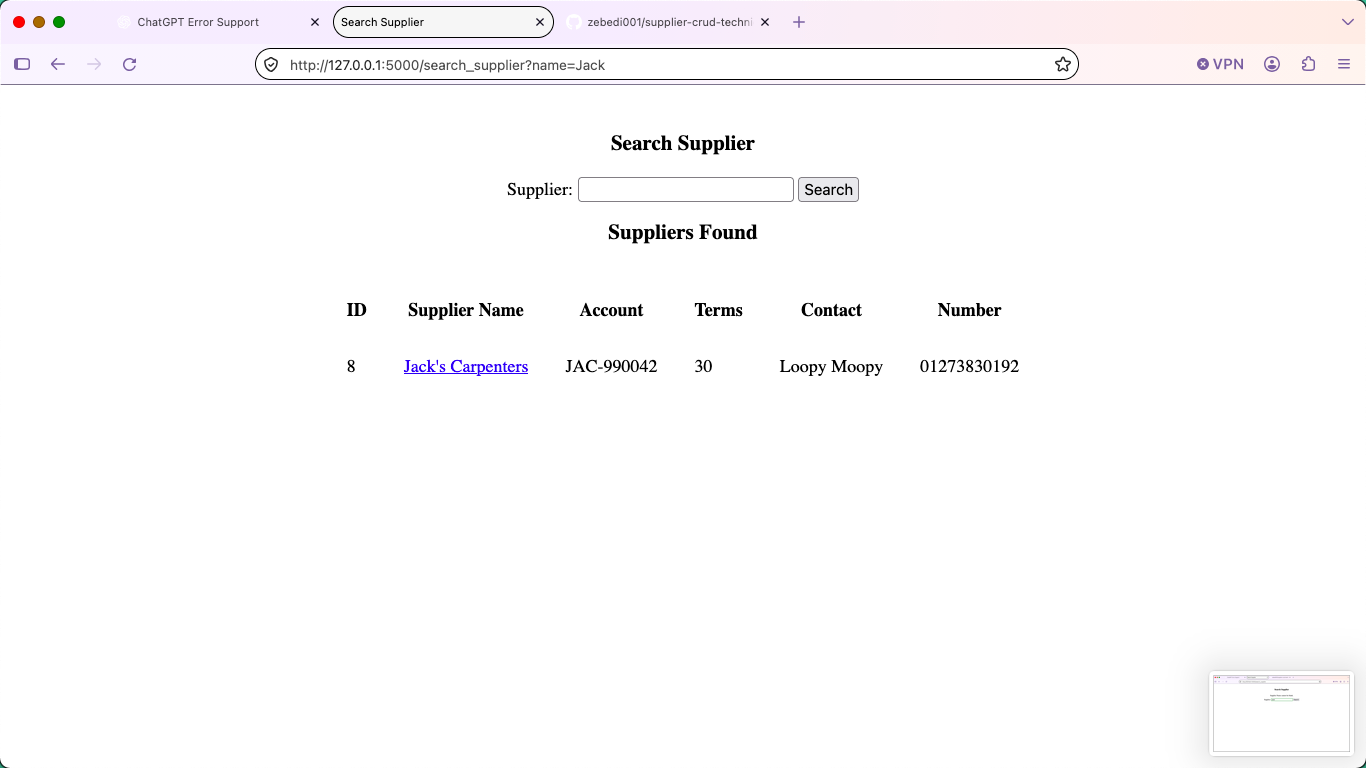 ChatGPT Error Support Search Supplier zebedi001/supplier-crud-techni
http://127.0.0.1:5000/search_supplier?name=Jack VPN
Search Supplier
Supplier: Search
Suppliers Found
ID Supplier Name Account Terms Contact Number
8 Jack's Carpenters JAC-990042 30 Loopy Moopy 01273830192